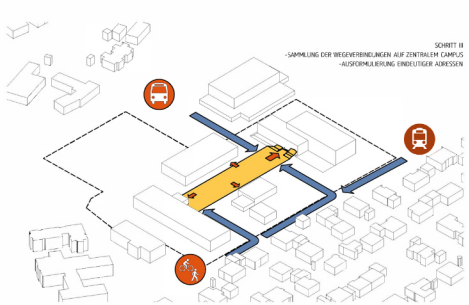 SCHRITT III
-SAMMLUNG DER WEGEVERBINDUNGEN AUF ZENTRALEM CAMPUS
-AUSFORMULIERUNG EINDEUTIGER ADRESSEN